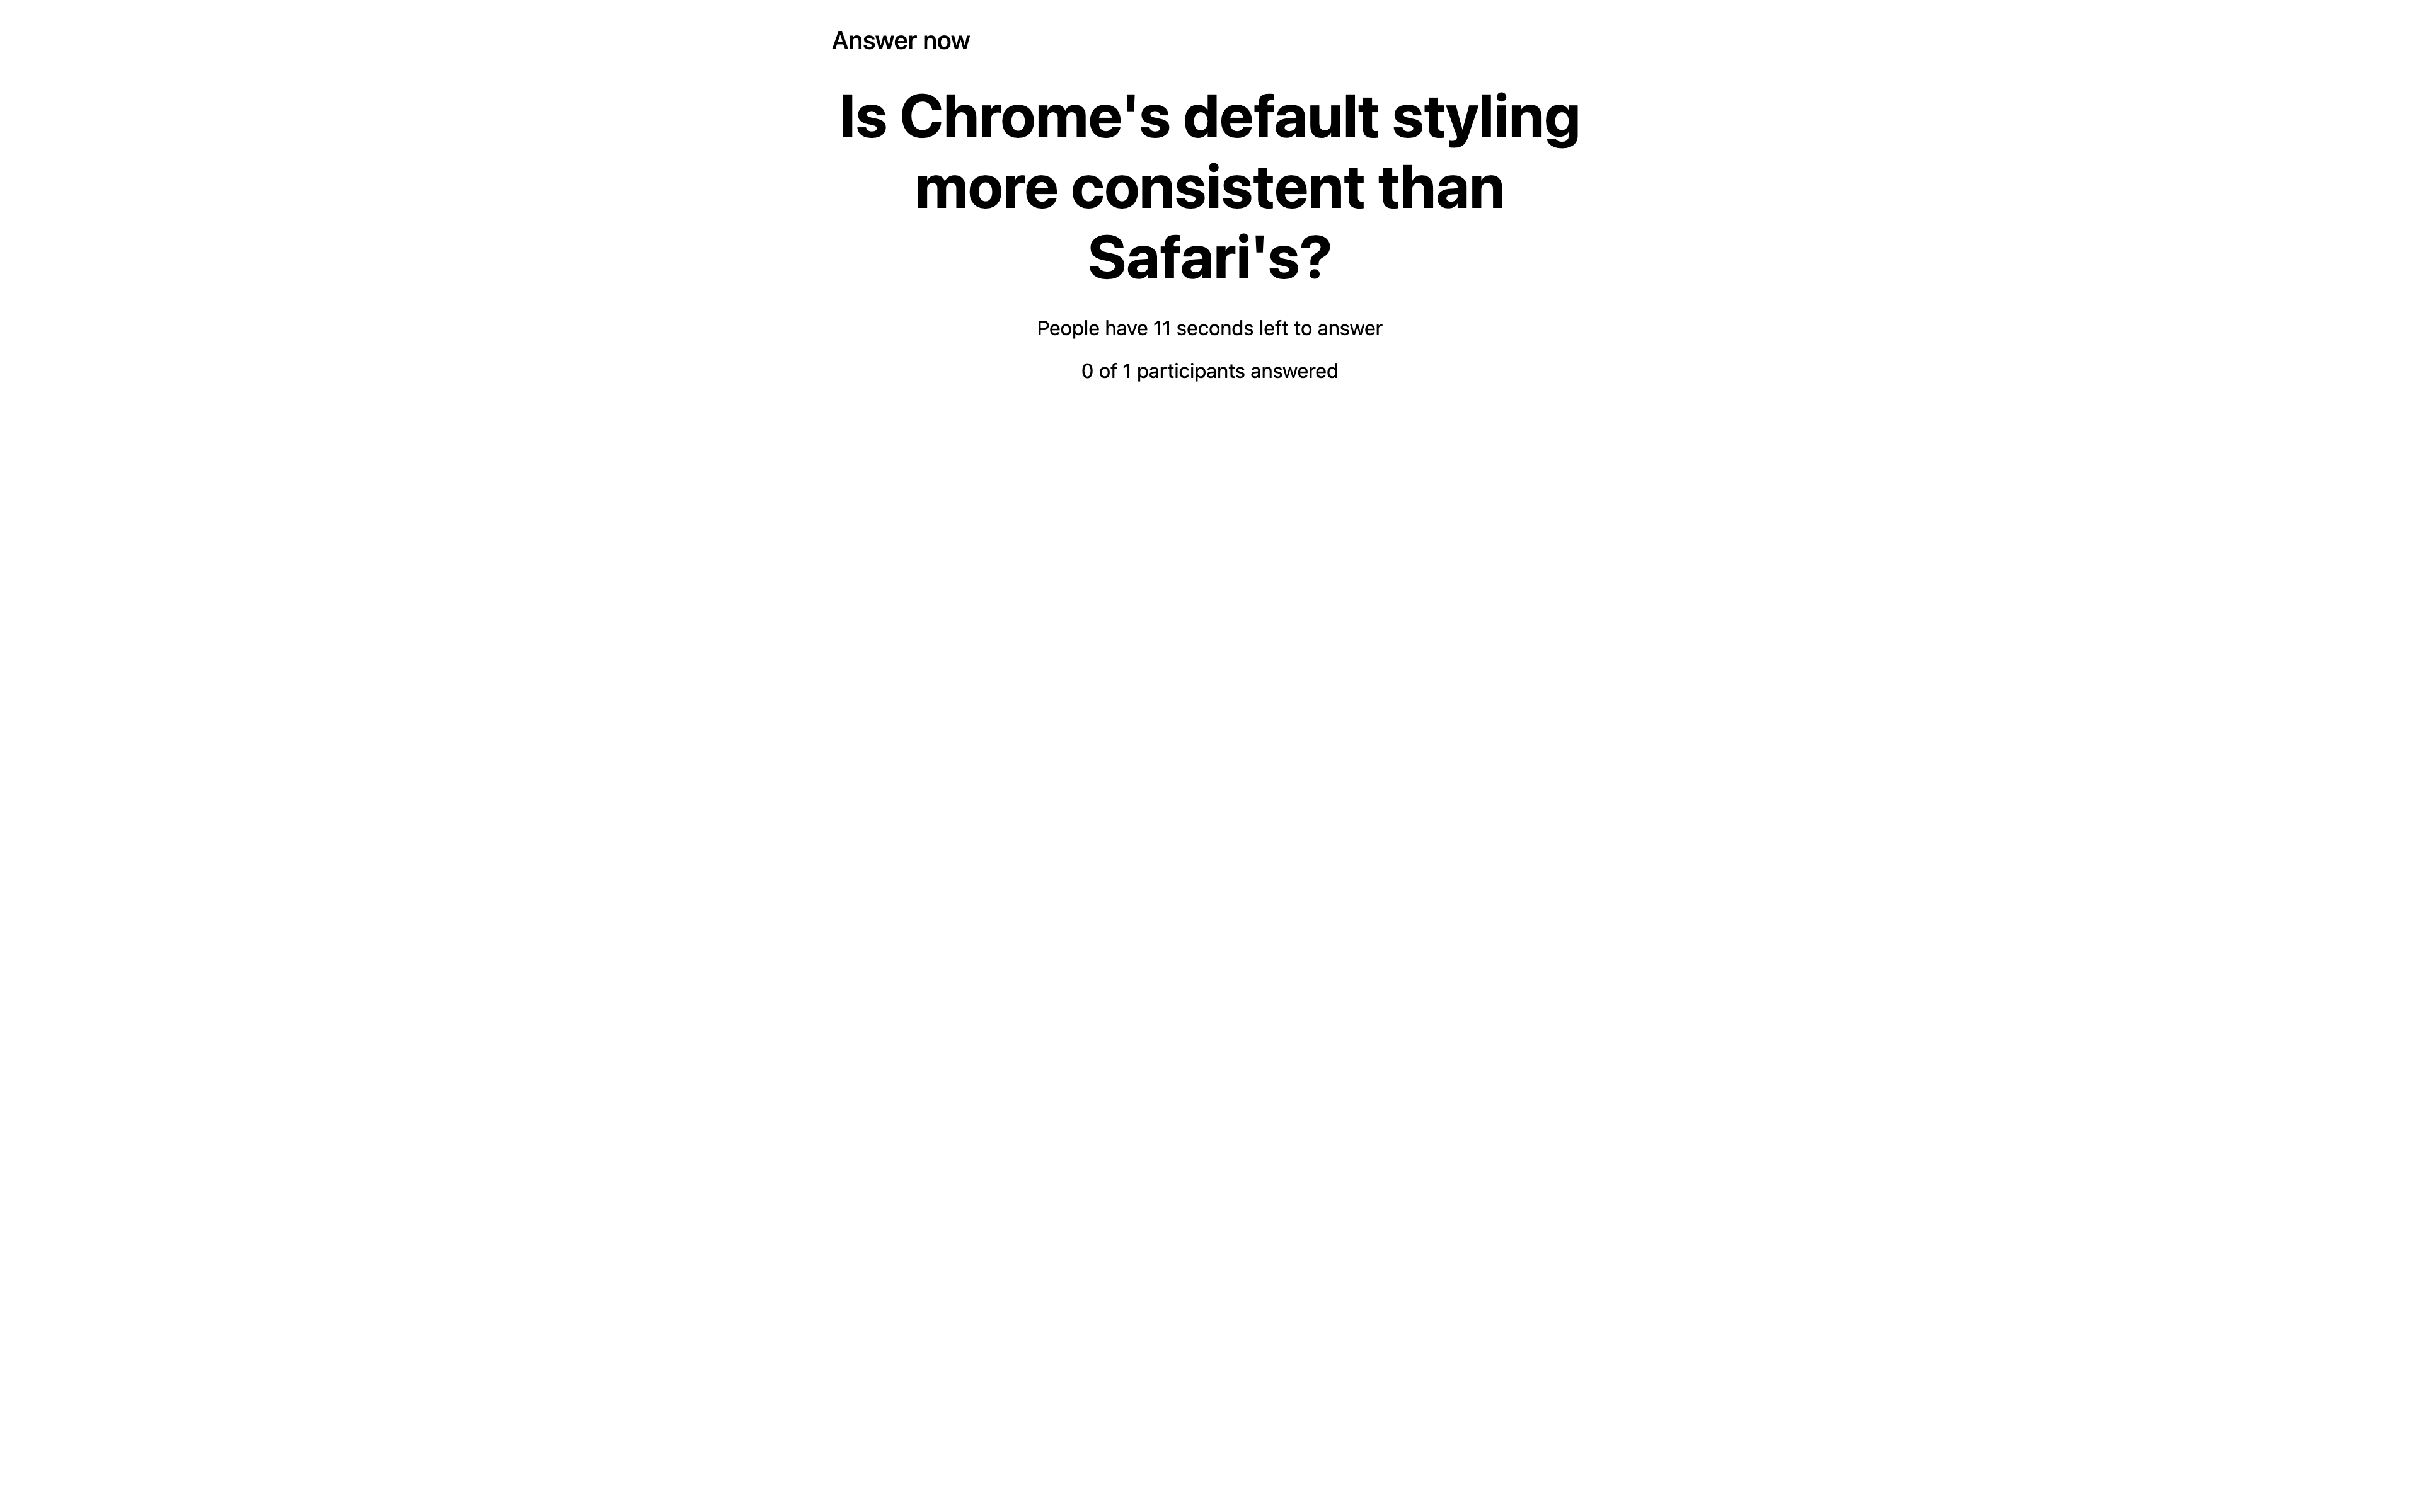 Answer now
Is Chrome's default styling
more consistent than
Safari's?
People have 11 seconds left to answer
0 of 1 participants answered